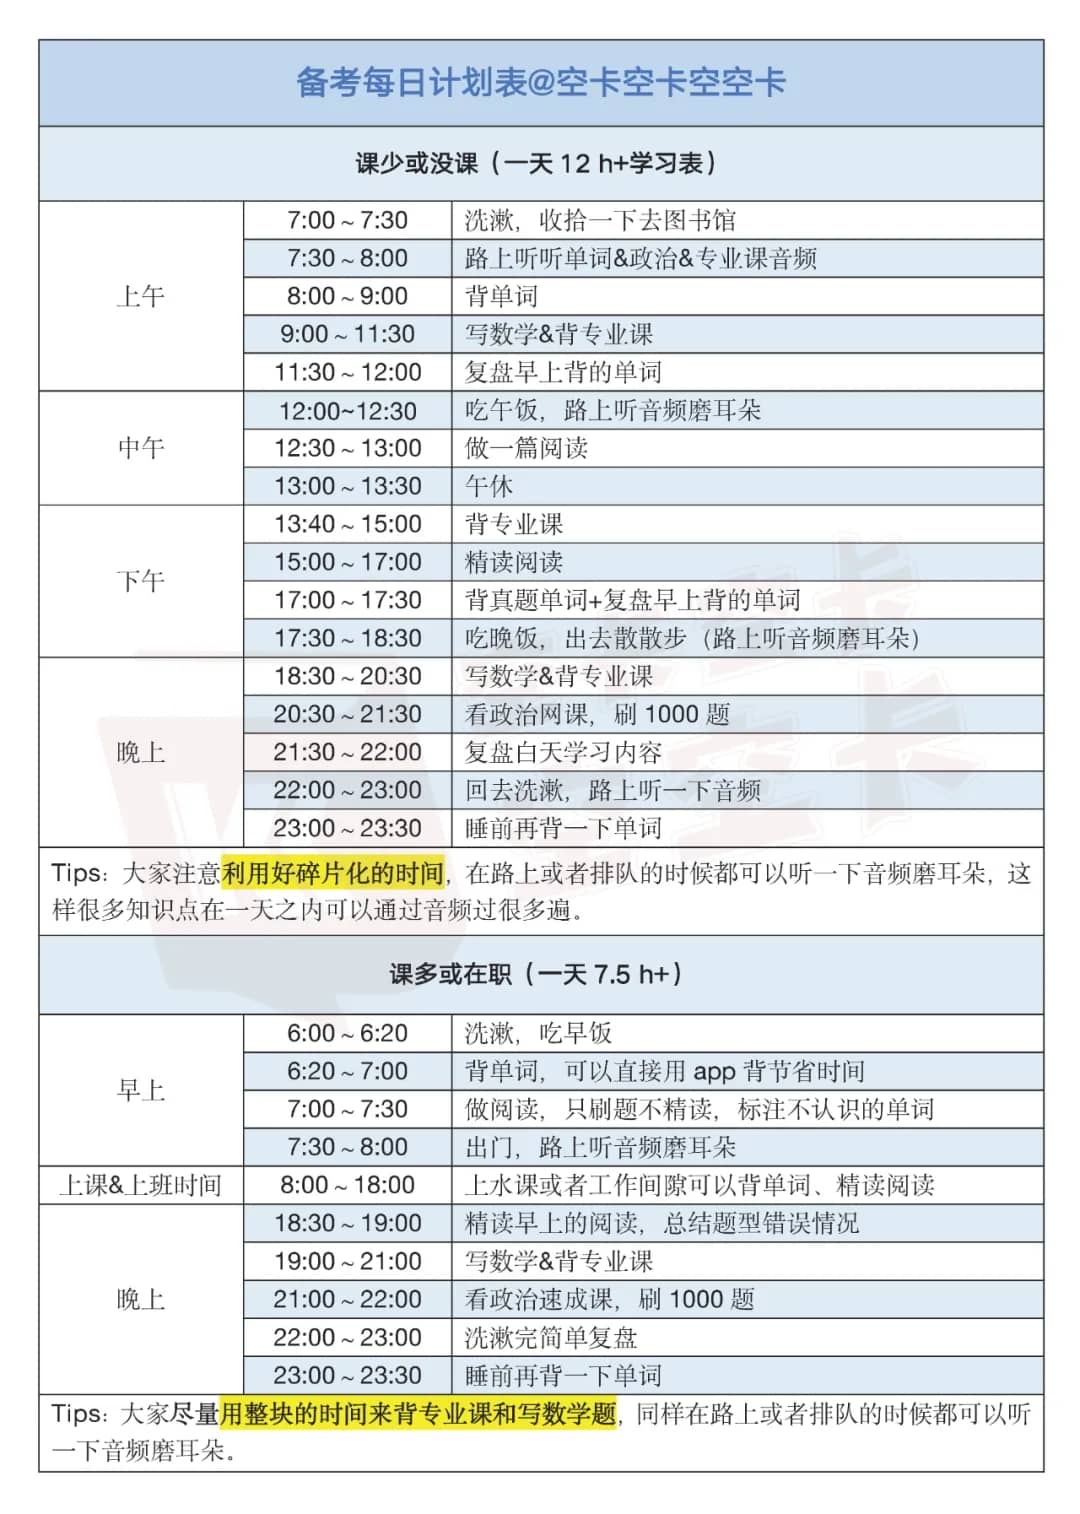 备考每日计划表@空卡空卡空空卡
课少或没课（一天 12 h+学习表）
上午
7:00 ~ 7:30 洗漱，收拾一下去图书馆
7:30 ~ 8:00 路上听听单词&政治&专业课音频
8:00 ~ 9:00 背单词
9:00 ~ 11:30 写数学&背专业课
11:30 ~ 12:00 复盘早上背的单词
中午
12:00~12:30 吃午饭，路上听音频磨耳朵
12:30 ~ 13:00 做一篇阅读
13:00 ~ 13:30 午休
下午
13:40 ~ 15:00 背专业课
15:00 ~ 17:00 精读阅读
17:00 ~ 17:30 背真题单词+复盘早上背的单词
17:30 ~ 18:30 吃晚饭，出去散散步（路上听音频磨耳朵）
晚上
18:30 ~ 20:30 写数学&背专业课
20:30 ~ 21:30 看政治网课，刷 1000 题
21:30 ~ 22:00 复盘白天学习内容
22:00 ~ 23:00 回去洗漱，路上听一下音频
23:00 ~ 23:30 睡前再背一下单词
Tips：大家注意利用好碎片化的时间，在路上或者排队的时候都可以听一下音频磨耳朵，这
样很多知识点在一天之内可以通过音频过很多遍。
课多或在职（一天 7.5 h+）
早上
6:00 ~ 6:20 洗漱，吃早饭
6:20 ~ 7:00 背单词，可以直接用 app 背节省时间
7:00 ~ 7:30 做阅读，只刷题不精读，标注不认识的单词
7:30 ~ 8:00 出门，路上听音频磨耳朵
上课&上班时间 8:00 ~ 18:00 上水课或者工作间隙可以背单词、精读阅读
晚上
18:30 ~ 19:00 精读早上的阅读，总结题型错误情况
19:00 ~ 21:00 写数学&背专业课
21:00 ~ 22:00 看政治速成课，刷 1000 题
22:00 ~ 23:00 洗漱完简单复盘
23:00 ~ 23:30 睡前再背一下单词
Tips：大家尽量用整块的时间来背专业课和写数学题，同样在路上或者排队的时候都可以听
一下音频磨耳朵。